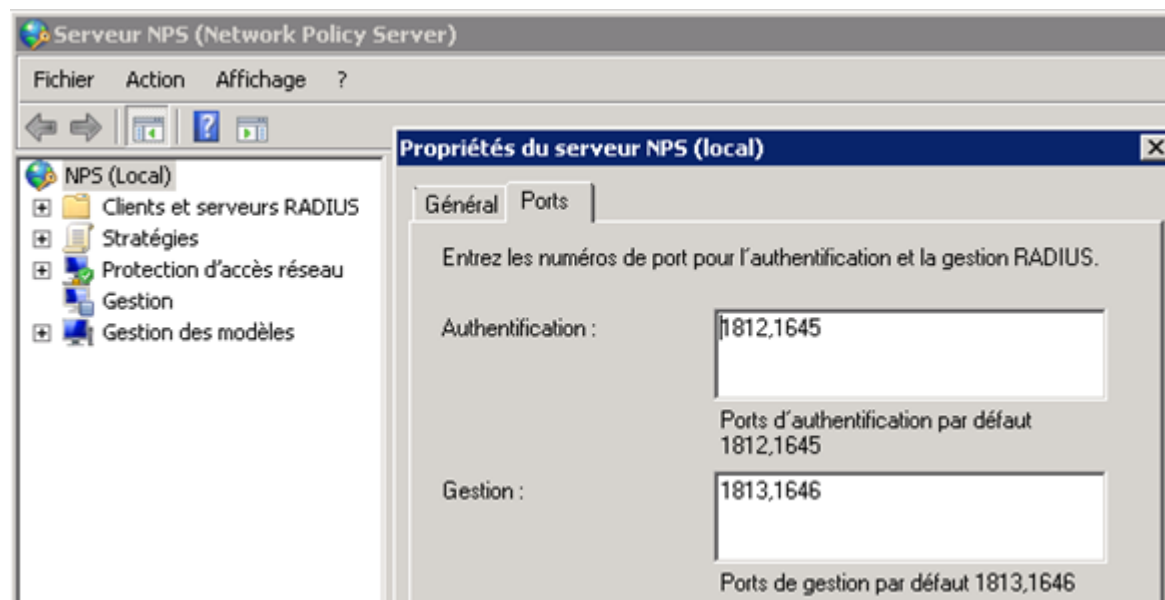 Serveur NPS (Network Policy Server)
Fichier Action Affichage ?
Propriétés du serveur NPS (local)
NPS (Local)
Clients et serveurs RADIUS
Stratégies
Protection d'accès réseau
Gestion
Gestion des modèles
Général Ports
Entrez les numéros de port pour l'authentification et la gestion RADIUS.
Authentification :
1812,1645
Ports d'authentification par défaut
1812,1645
Gestion :
1813,1646
Ports de gestion par défaut 1813,1646